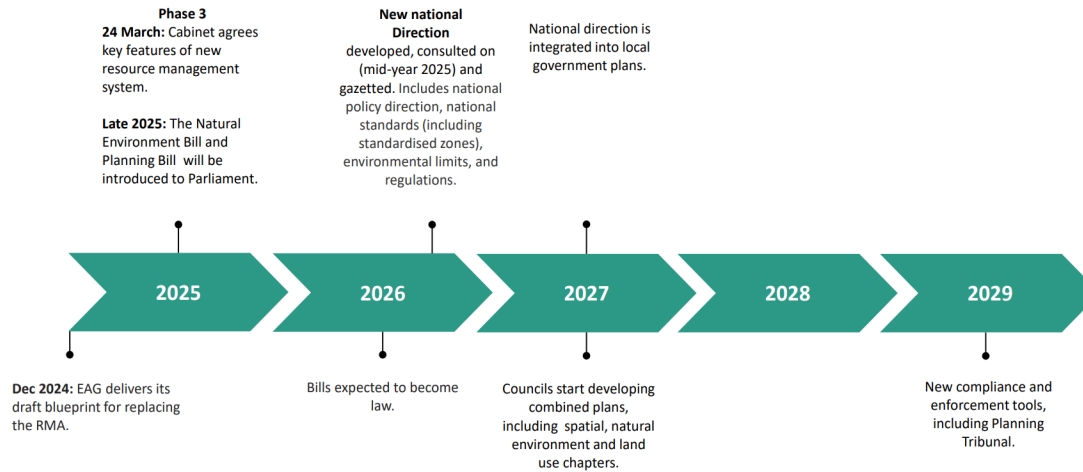 Phase 3
24 March: Cabinet agrees
key features of new
resource management
system.
Late 2025: The Natural
Environment Bill and
Planning Bill will be
introduced to Parliament.
New national
Direction
developed, consulted on
(mid-year 2025) and
gazetted. Includes national
policy direction, national
standards (including
standardised zones),
environmental limits, and
regulations.
National direction is
integrated into local
government plans.
2025
2026
2027
2028
2029
Dec 2024: EAG delivers its
draft blueprint for replacing
the RMA.
Bills expected to become
law.
Councils start developing
combined plans,
including spatial, natural
environment and land
use chapters.
New compliance and
enforcement tools,
including Planning
Tribunal.